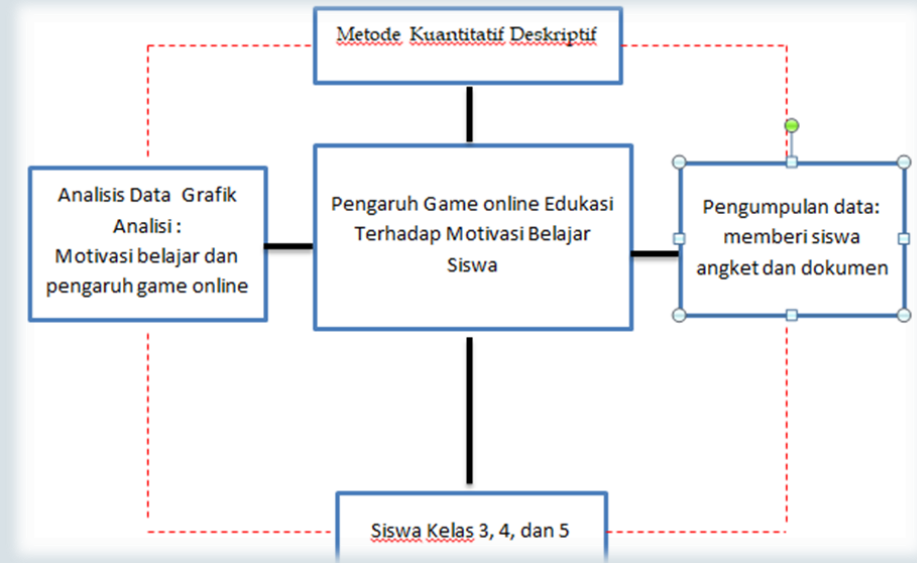 Metode Kuantitatif Deskriptif
Analisis Data Grafik
Analisi :
Motivasi belajar dan
pengaruh game online
Pengaruh Game online Edukasi
Terhadap Motivasi Belajar
Siswa
Pengumpulan data:
memberi siswa
angket dan dokumen
Siswa Kelas 3, 4, dan 5